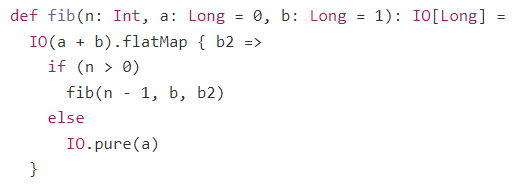 def fib(n: Int, a: Long = 0, b: Long = 1): IO[Long] =
  IO(a + b).flatMap { b2 =>
    if (n > 0)
      fib(n - 1, b, b2)
    else
      IO.pure(a)
  }